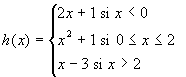 h(x) = { 2x + 1 si x < 0
x² + 1 si 0 ≤ x ≤ 2
x − 3 si x > 2